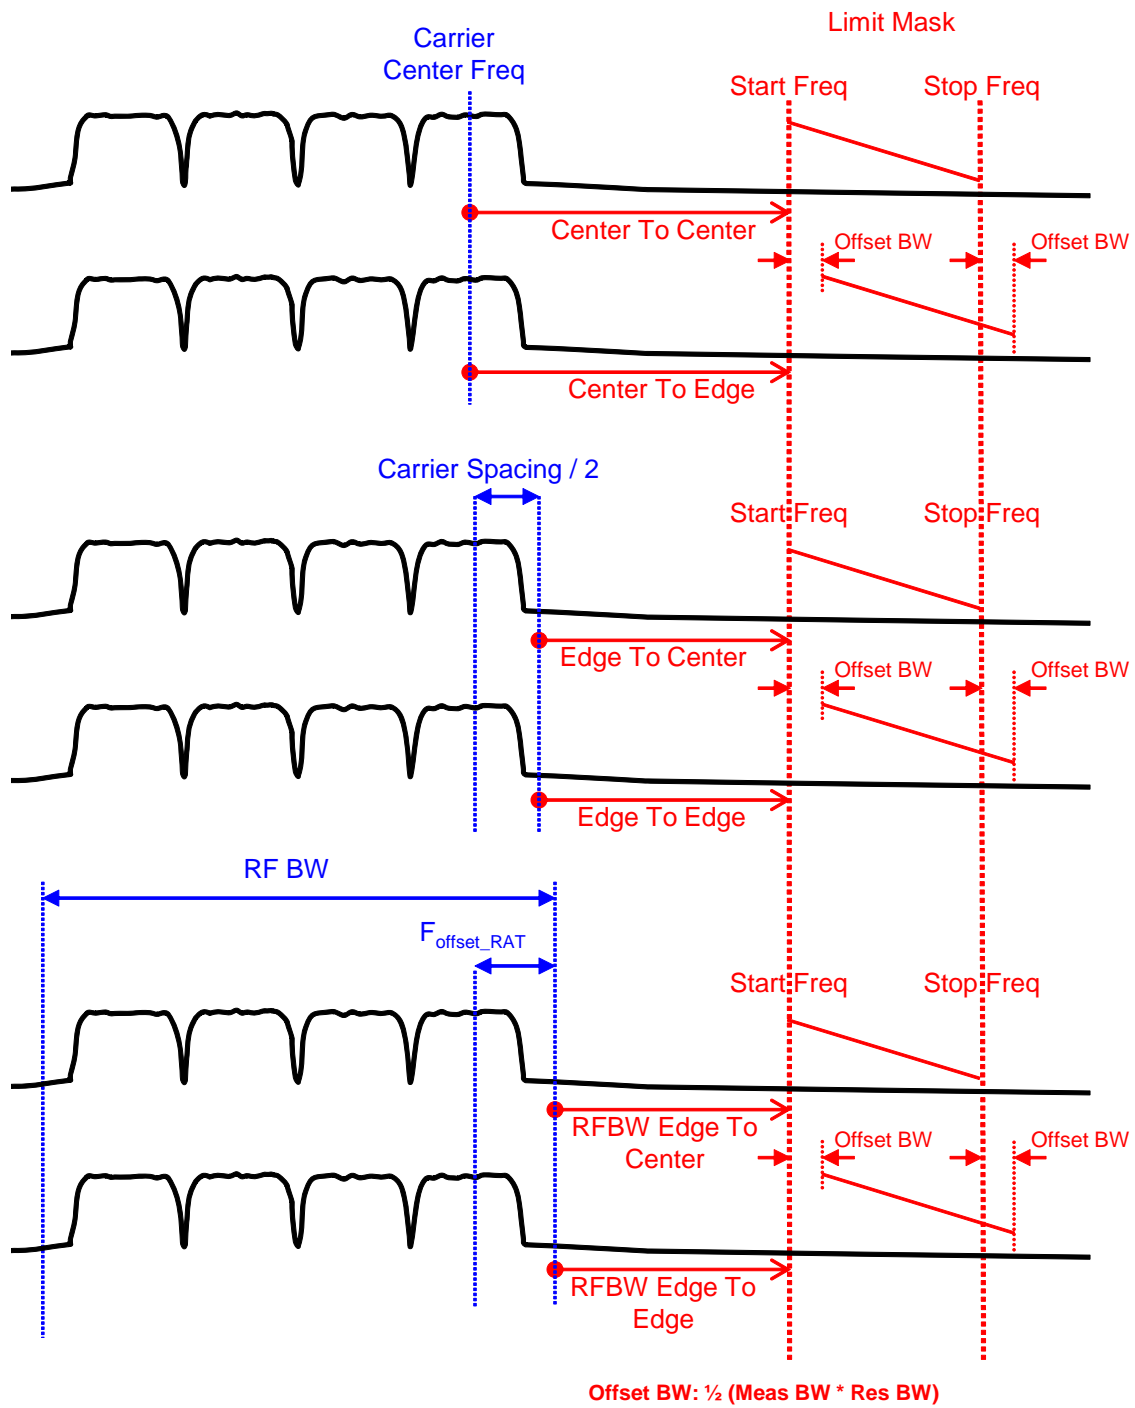 Limit Mask
Carrier
Center Freq
Start Freq
Stop Freq
Center To Center
Offset BW
Offset BW
Center To Edge
Carrier Spacing / 2
Start Freq
Stop Freq
Edge To Center
Offset BW
Offset BW
Edge To Edge
RF BW
Foffset_RAT
Start Freq
Stop Freq
RFBW Edge To
Center
Offset BW
Offset BW
RFBW Edge To
Edge
Offset BW: ½ (Meas BW * Res BW)